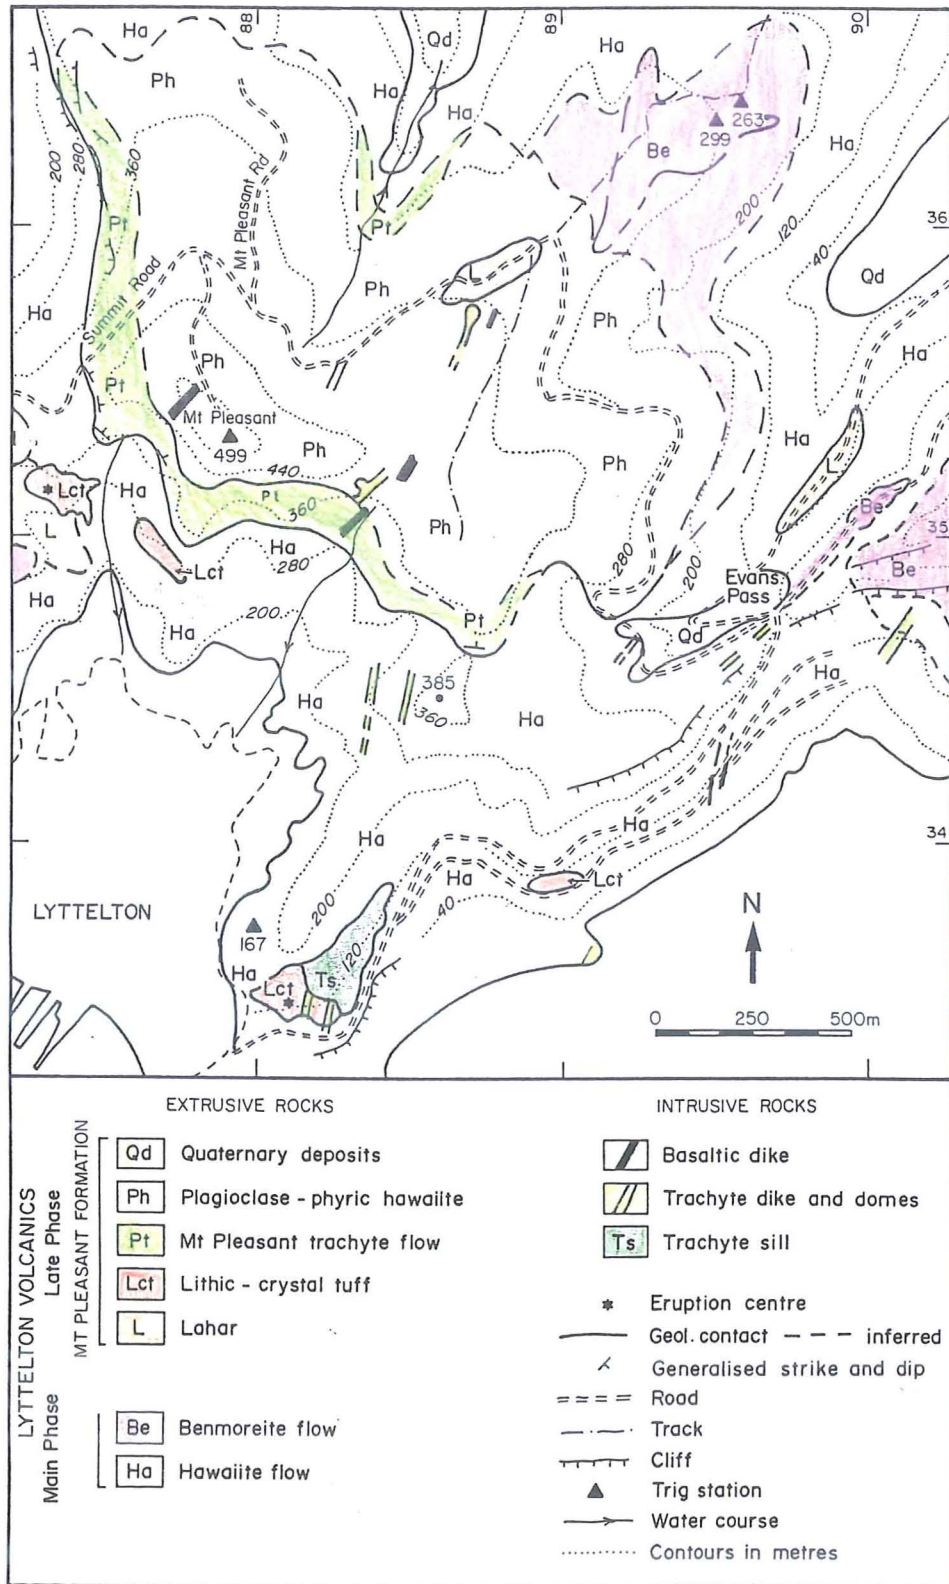 88
89
90
Ha
Qd
Ha
Ph
Ha
Ha
263
299
Ha
Be
200
280
360
Mt Pleasant Rd
200
120
36
Pt
Pt
40
Qd
Summit Road
Ph
L
Ha
Ph
Ha
Ph
Pt
Mt Pleasant
499
Ph
Ha
Ph
L
440
Pt
360
Lct
Ha
Ph
Be
35
L
Ha
280
280
200
Evans
Pass
Be
Lct
Ha
Ha
200
Pt
Qd
Ha
385
360
Ha
Ha
Ha
Ha
Ha
34
Ha
Lct
200
40
LYTTELTON
167
120
N
Ha
Lct
Ts
0 250 500m
LYTTELTON VOLCANICS
Late Phase
Main Phase
MT PLEASANT FORMATION
EXTRUSIVE ROCKS
Qd Quaternary deposits
Ph Plagioclase - phyric hawaiite
Pt Mt Pleasant trachyte flow
Lct Lithic - crystal tuff
L Lahar
Be Benmoreite flow
Ha Hawaiite flow
INTRUSIVE ROCKS
Basaltic dike
Trachyte dike and domes
Ts Trachyte sill
Eruption centre
Geol. contact inferred
Generalised strike and dip
Road
Track
Cliff
Trig station
Water course
Contours in metres